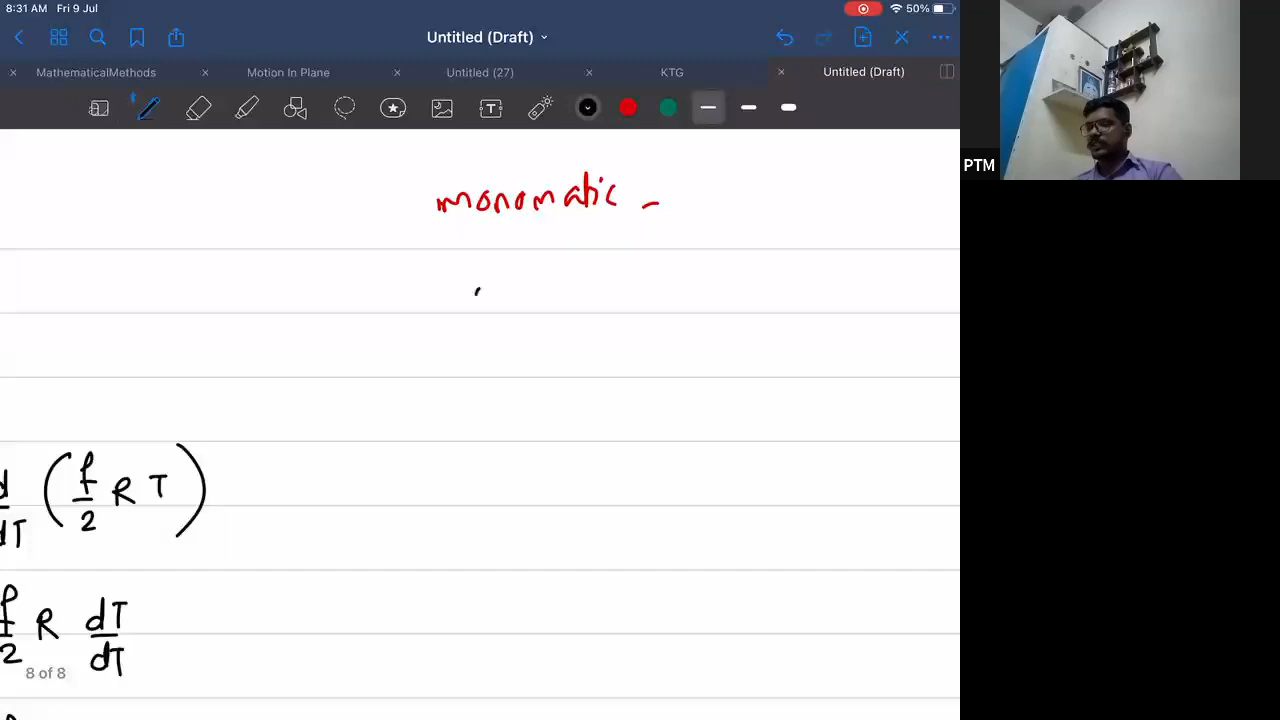 8:31 AM Fri 9 Jul
50%
Untitled (Draft)
MathematicalMethods
Motion In Plane
Untitled (27)
KTG
Untitled (Draft)
PTM
monomatic -
d/dT (f/2 R T)
f/2 R dT/dT
8 of 8